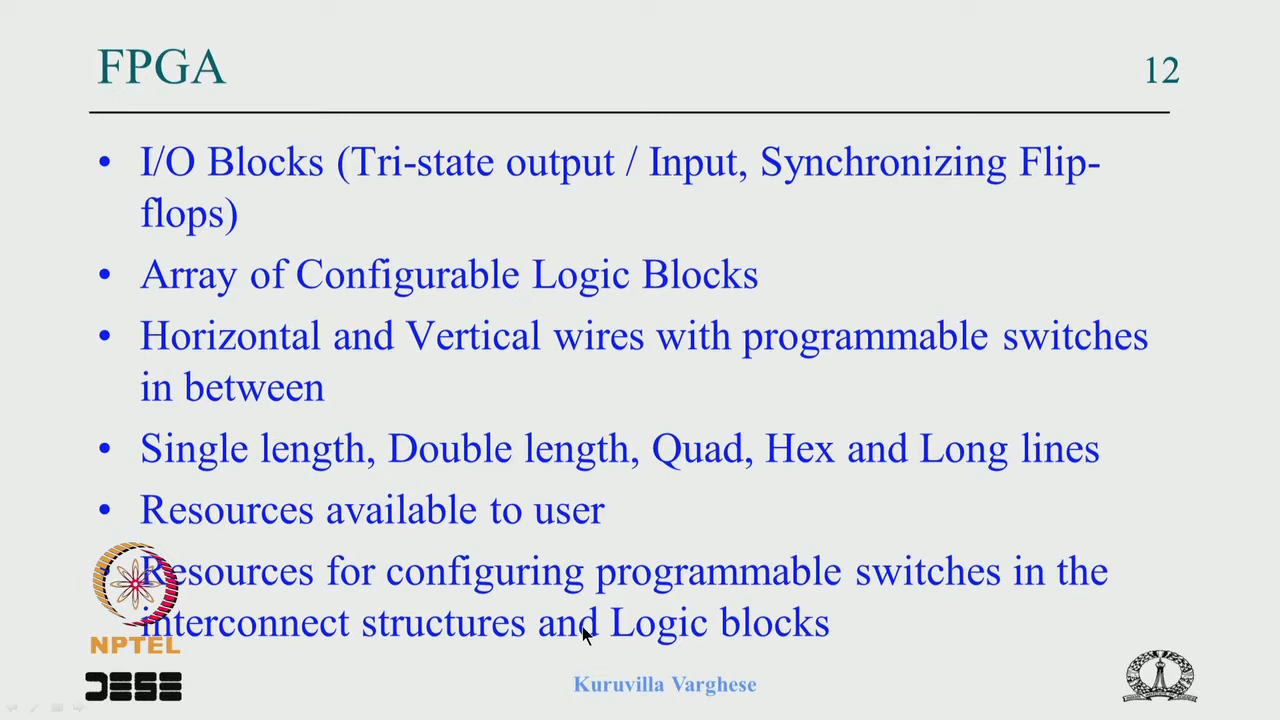 FPGA
12
• I/O Blocks (Tri-state output / Input, Synchronizing Flip-
flops)
• Array of Configurable Logic Blocks
• Horizontal and Vertical wires with programmable switches
in between
• Single length, Double length, Quad, Hex and Long lines
• Resources available to user
• Resources for configuring programmable switches in the
interconnect structures and Logic blocks
NPTEL
DESE
Kuruvilla Varghese